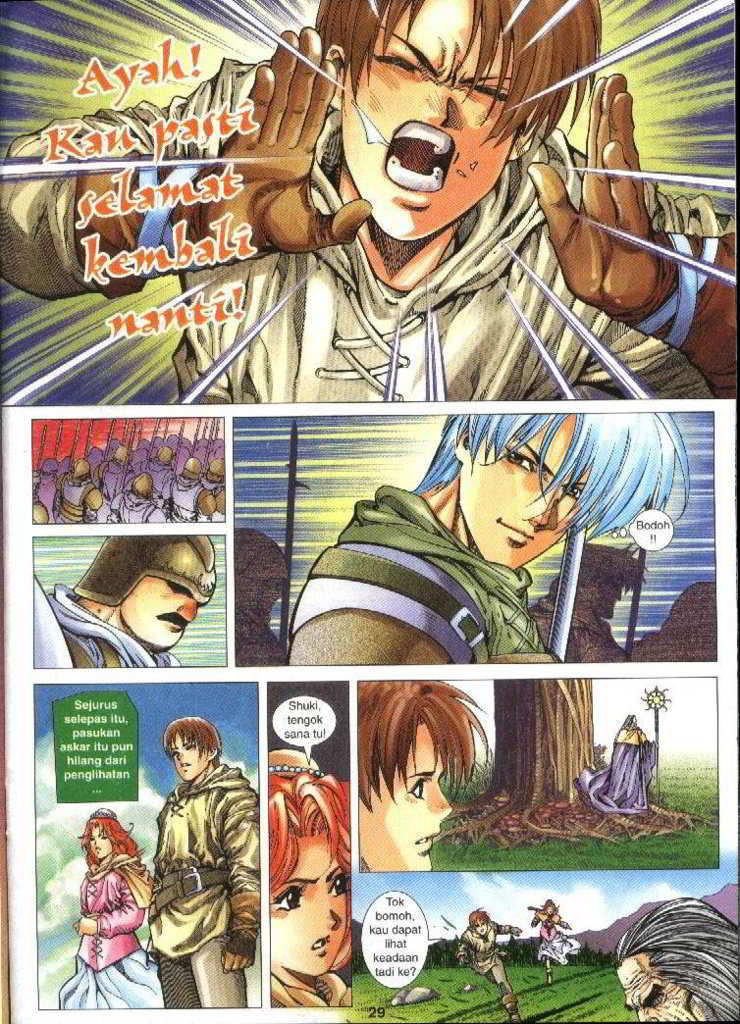 Ayah!
Kau pasti
selamat
kembali
nanti!
Bodoh
!!
Sejurus
selepas itu,
pasukan
askar itu pun
hilang dari
penglihatan
...
Shuki,
tengok
sana tu!
Tok
bomoh,
kau dapat
lihat
keadaan
tadi ke?
29